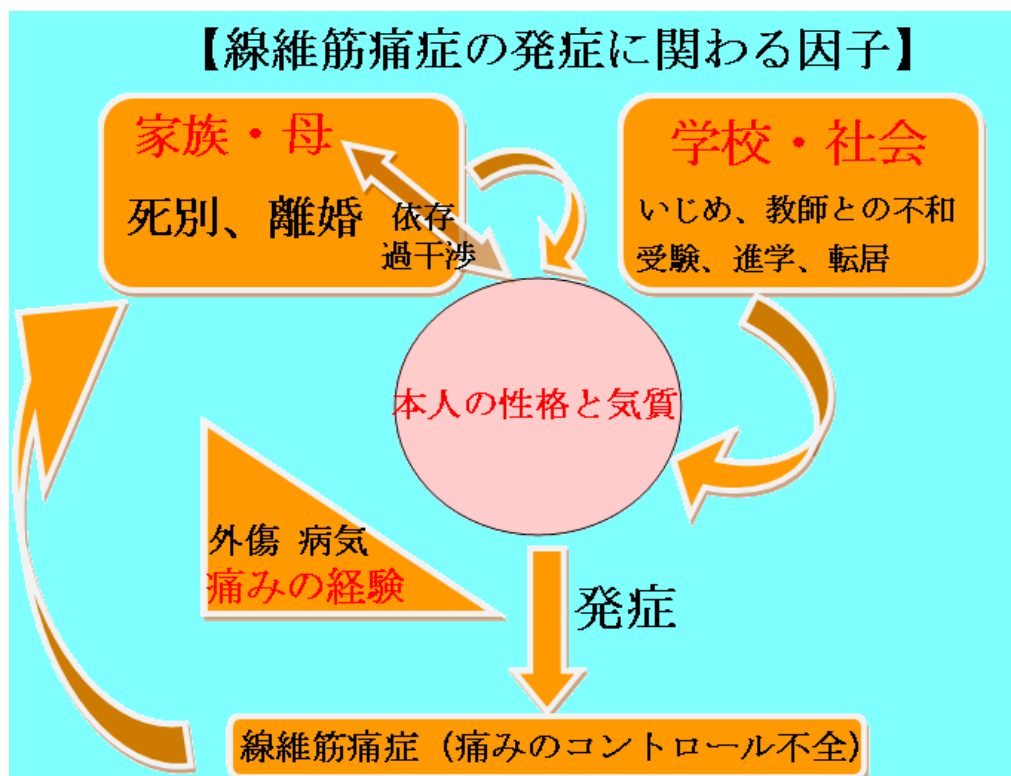 【線維筋痛症の発症に関わる因子】
家族・母
死別、離婚
依存
過干渉
学校・社会
いじめ、教師との不和
受験、進学、転居
本人の性格と気質
外傷 病気
痛みの経験
発症
線維筋痛症（痛みのコントロール不全）